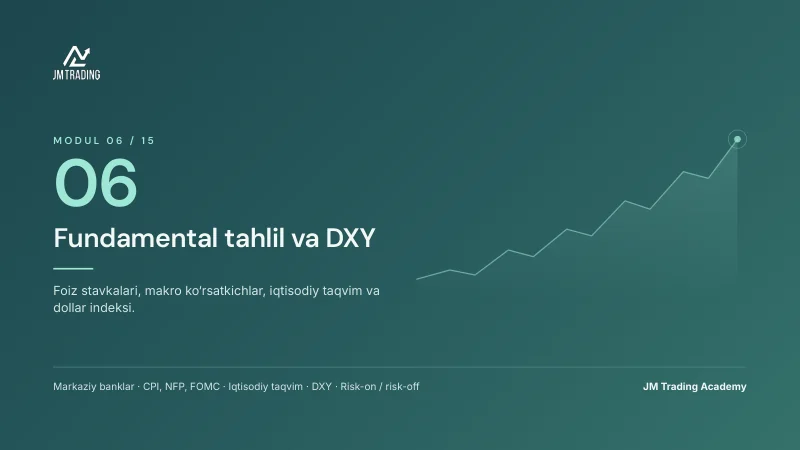 JM TRADING
MODUL 06 / 15
06
Fundamental tahlil va DXY
Foiz stavkalari, makro ko‘rsatkichlar, iqtisodiy taqvim va
dollar indeksi.
Markaziy banklar · CPI, NFP, FOMC · Iqtisodiy taqvim · DXY · Risk-on / risk-off
JM Trading Academy